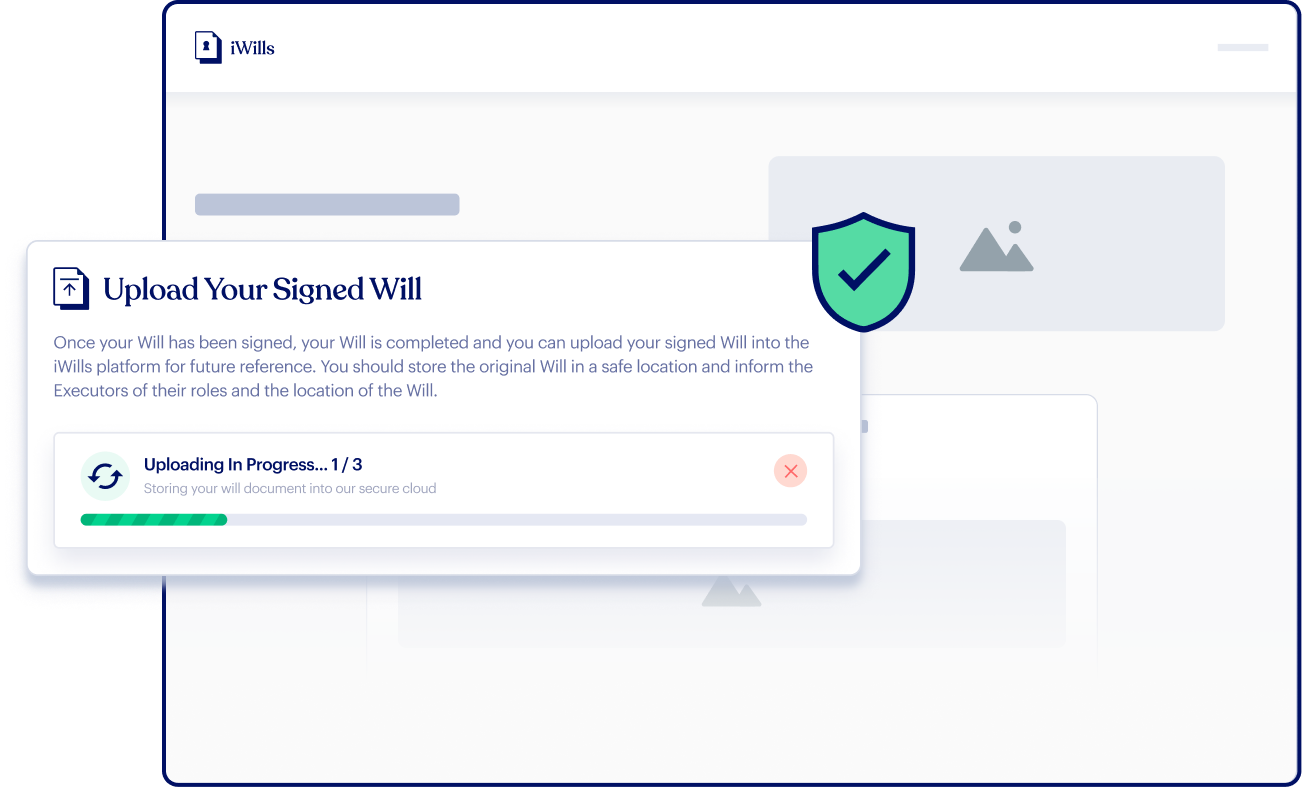 iWills
Upload Your Signed Will
Once your Will has been signed, your Will is completed and you can upload your signed Will into the
iWills platform for future reference. You should store the original Will in a safe location and inform the
Executors of their roles and the location of the Will.
Uploading In Progress... 1 / 3
Storing your will document into our secure cloud